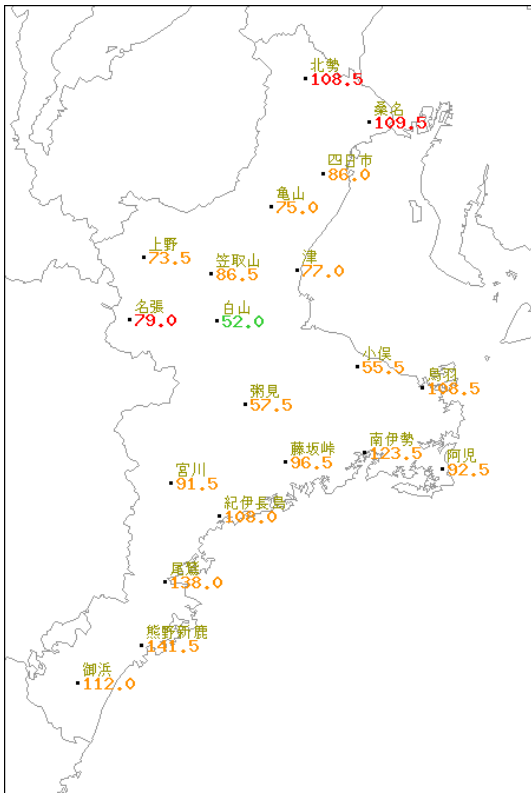 北勢
108.5
桑名
109.5
四日市
86.0
亀山
75.0
上野
73.5
笠取山
86.5
津
77.0
名張
79.0
白山
52.0
小俣
55.5
鳥羽
108.5
粥見
57.5
藤坂峠
96.5
南伊勢
123.5
阿児
92.5
宮川
91.5
紀伊長島
108.0
尾鷲
138.0
熊野新鹿
141.5
御浜
112.0